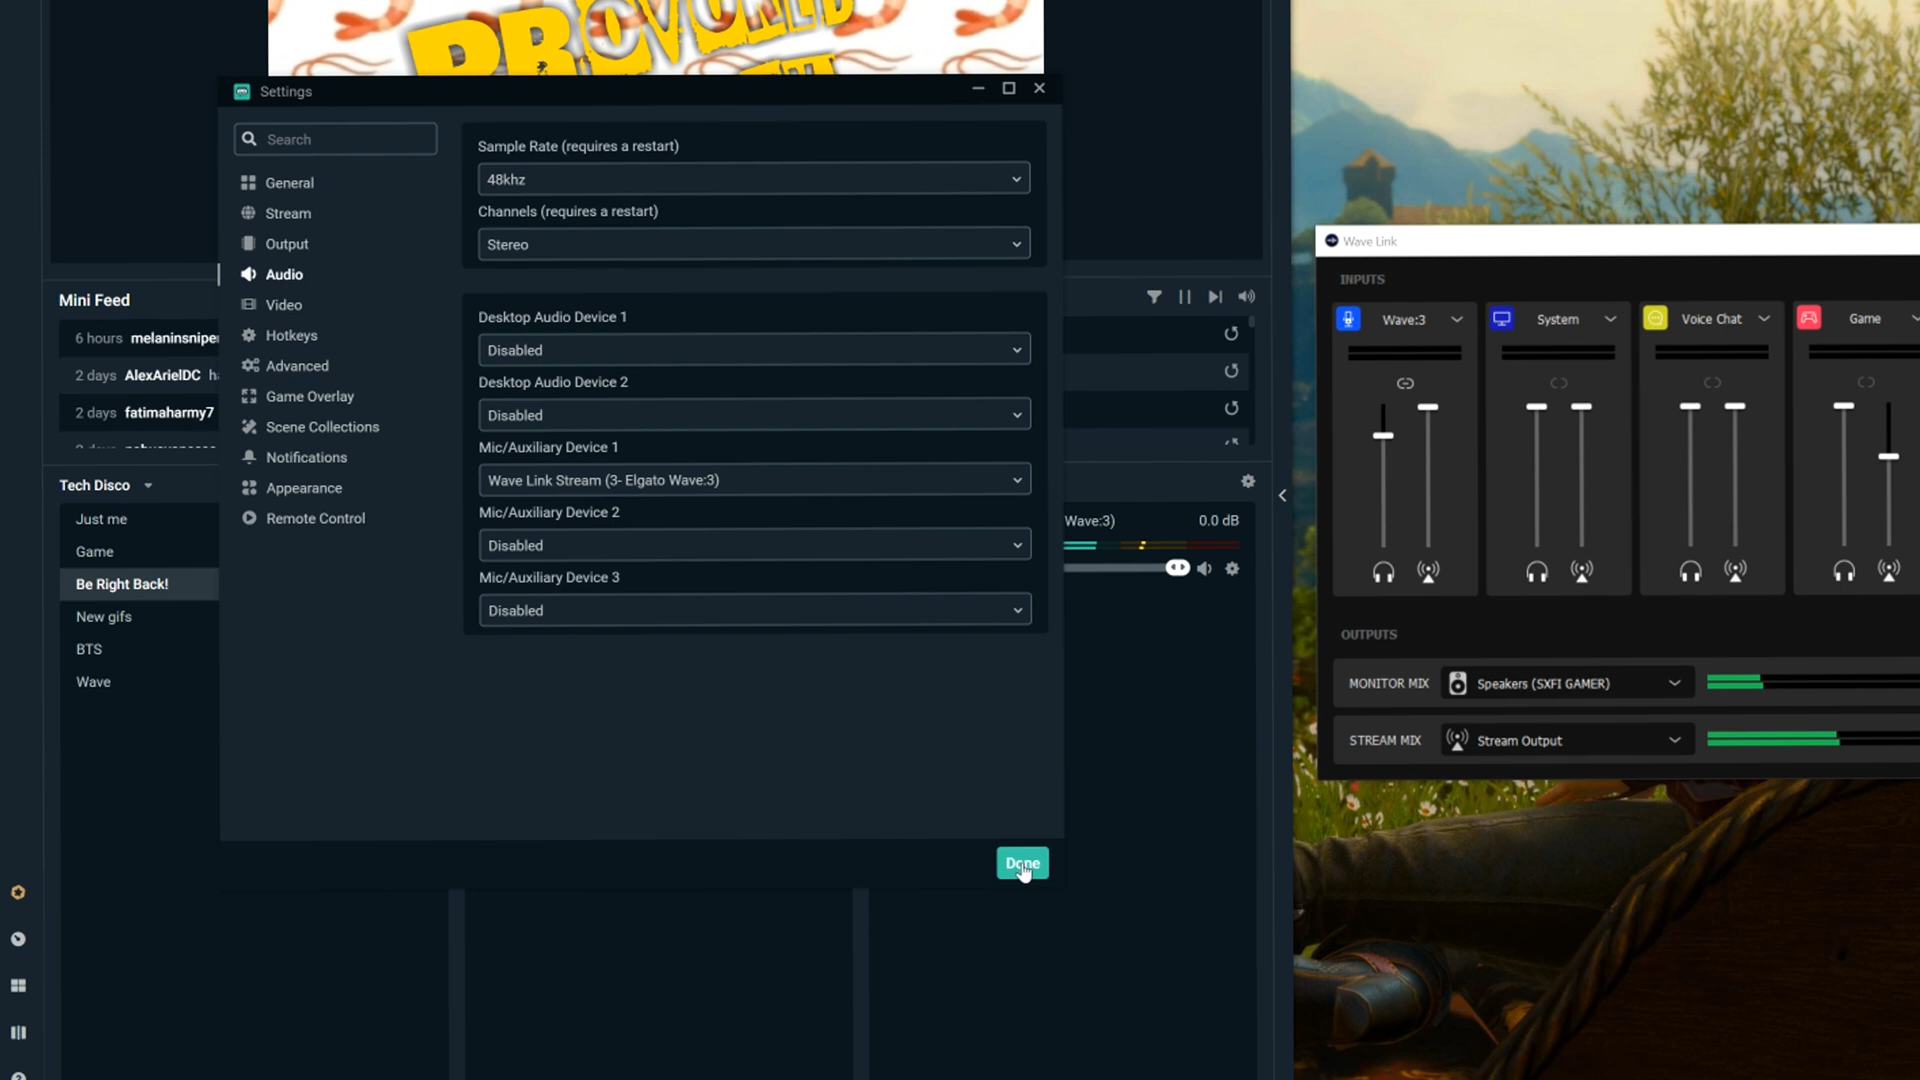 PROVOKED
Settings
Search
General
Stream
Output
Audio
Video
Hotkeys
Advanced
Game Overlay
Scene Collections
Notifications
Appearance
Remote Control
Sample Rate (requires a restart)
48khz
Channels (requires a restart)
Stereo
Desktop Audio Device 1
Disabled
Desktop Audio Device 2
Disabled
Mic/Auxiliary Device 1
Wave Link Stream (3- Elgato Wave:3)
Mic/Auxiliary Device 2
Disabled
Mic/Auxiliary Device 3
Disabled
Done
Mini Feed
6 hours melaninsnipe
2 days AlexArielDC h
2 days fatimaharmy7
Tech Disco
Just me
Game
Be Right Back!
New gifs
BTS
Wave
Wave:3) 0.0 dB
Wave Link
INPUTS
Wave:3
System
Voice Chat
Game
OUTPUTS
MONITOR MIX
Speakers (SXFI GAMER)
STREAM MIX
Stream Output